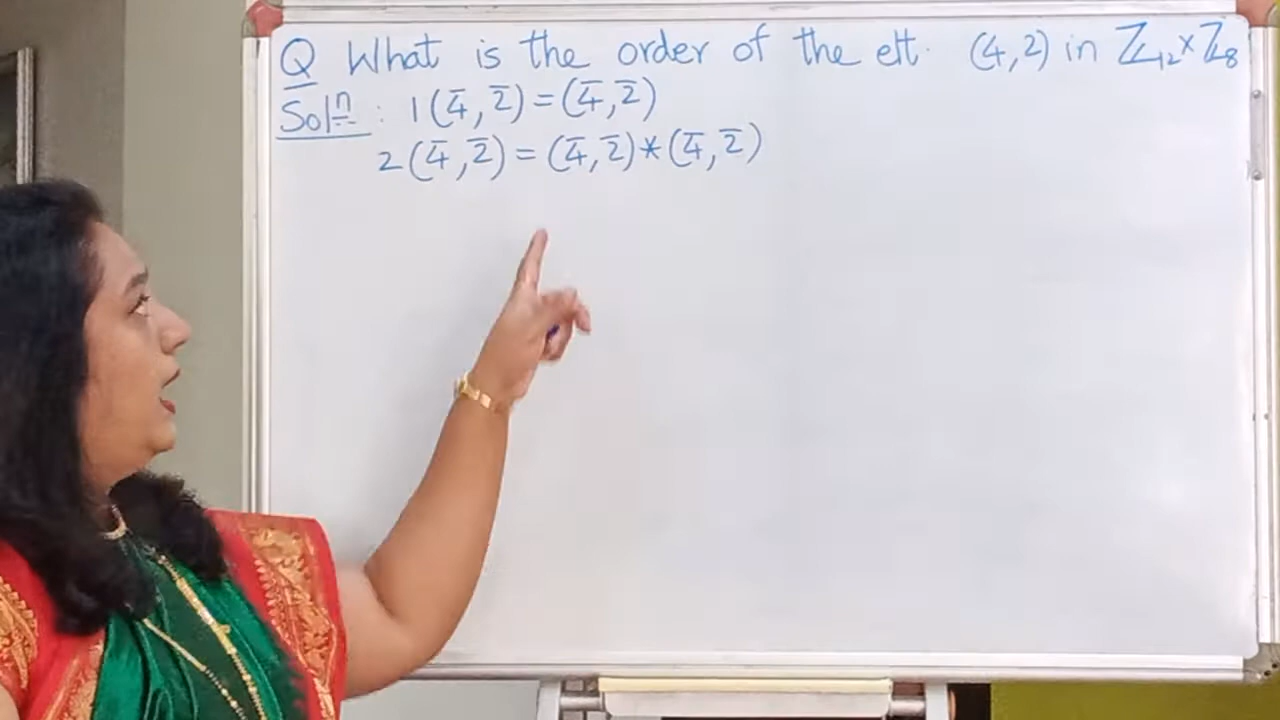 Q What is the order of the elt. (4,2) in ℤ₁₂×ℤ₈
Solⁿ : 1(4̄,2̄)=(4̄,2̄)
2(4̄,2̄)=(4̄,2̄)*(4̄,2̄)